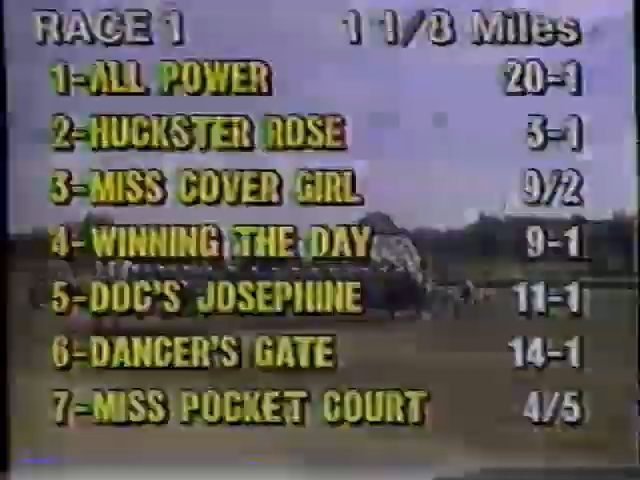 RACE 1 1 1/8 Miles
1-ALL POWER 20-1
2-HUCKSTER ROSE 3-1
3-MISS COVER GIRL 9/2
4-WINNING THE DAY 9-1
5-DOC'S JOSEPHINE 11-1
6-DANCER'S GATE 14-1
7-MISS POCKET COURT 4/5